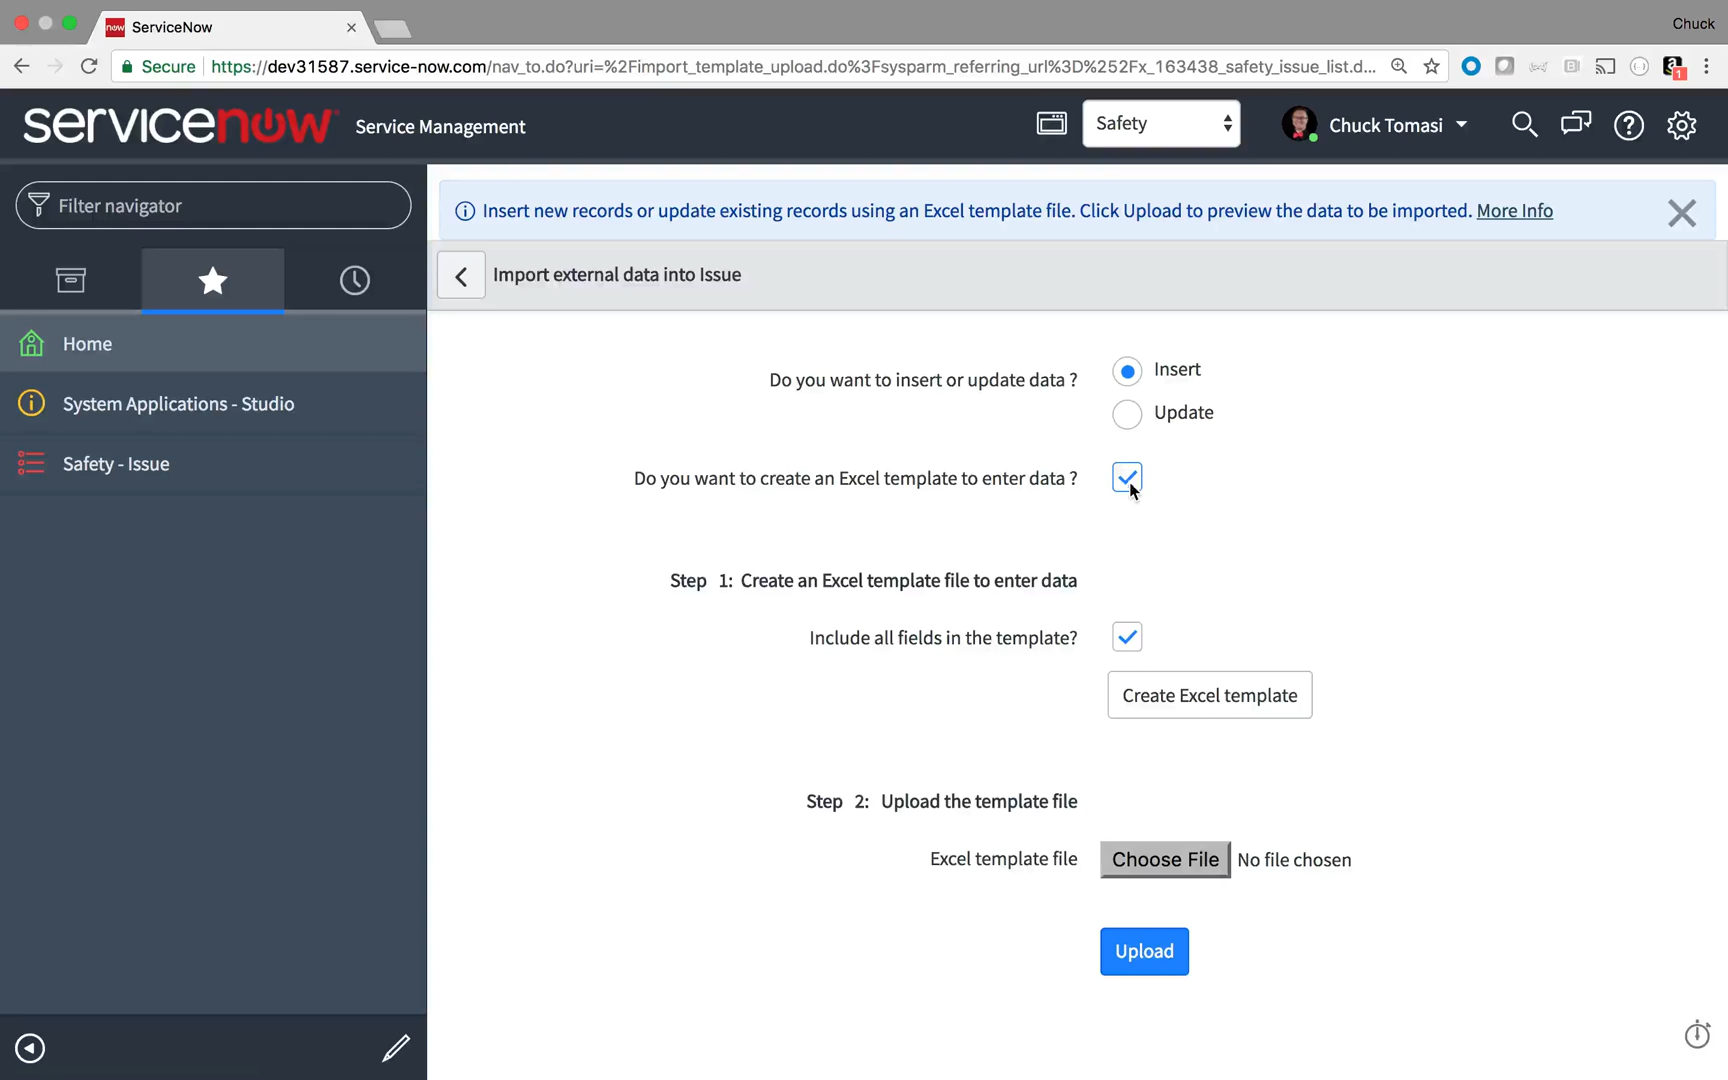 ServiceNow
Chuck
Secure
https://dev31587.service-now.com/nav_to.do?uri=%2Fimport_template_upload.do%3Fsysparm_referring_url%3D%252Fx_163438_safety_issue_list.d...
servicenow
Service Management
Safety
Chuck Tomasi
Filter navigator
Insert new records or update existing records using an Excel template file. Click Upload to preview the data to be imported. More Info
Import external data into Issue
Home
System Applications - Studio
Safety - Issue
Do you want to insert or update data ?
Insert
Update
Do you want to create an Excel template to enter data ?
Step 1: Create an Excel template file to enter data
Include all fields in the template?
Create Excel template
Step 2: Upload the template file
Excel template file
Choose File
No file chosen
Upload